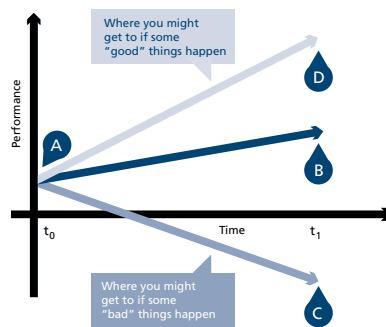 Where you might
get to if some
“good” things happen
Performance
D
A
B
t0
Time
t1
Where you might
get to if some
“bad” things happen
C